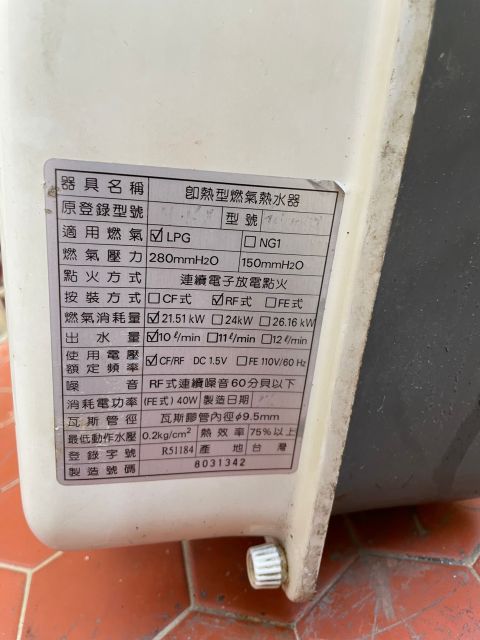 器具名稱 即熱型燃氣熱水器
原登錄型號 型號
適用燃氣 ☑LPG ☐NG1
燃氣壓力 280mmH2O 150mmH2O
點火方式 連續電子放電點火
按裝方式 ☐CF式 ☑RF式 ☐FE式
燃氣消耗量 ☑21.51 kW ☐24kW ☐26.16 kW
出水量 ☑10 ℓ/min ☐11 ℓ/min ☐12 ℓ/min
使用電壓
額定頻率 ☑CF/RF DC 1.5V ☐FE 110V/60 Hz
噪音 RF式連續噪音60分貝以下
消耗電功率 (FE式) 40W 製造日期
瓦斯管徑 瓦斯膠管內徑φ9.5mm
最低動作水壓 0.2kg/cm² 熱效率 75%以上
登錄字號 R51184 產地 台灣
製造號碼 8031342